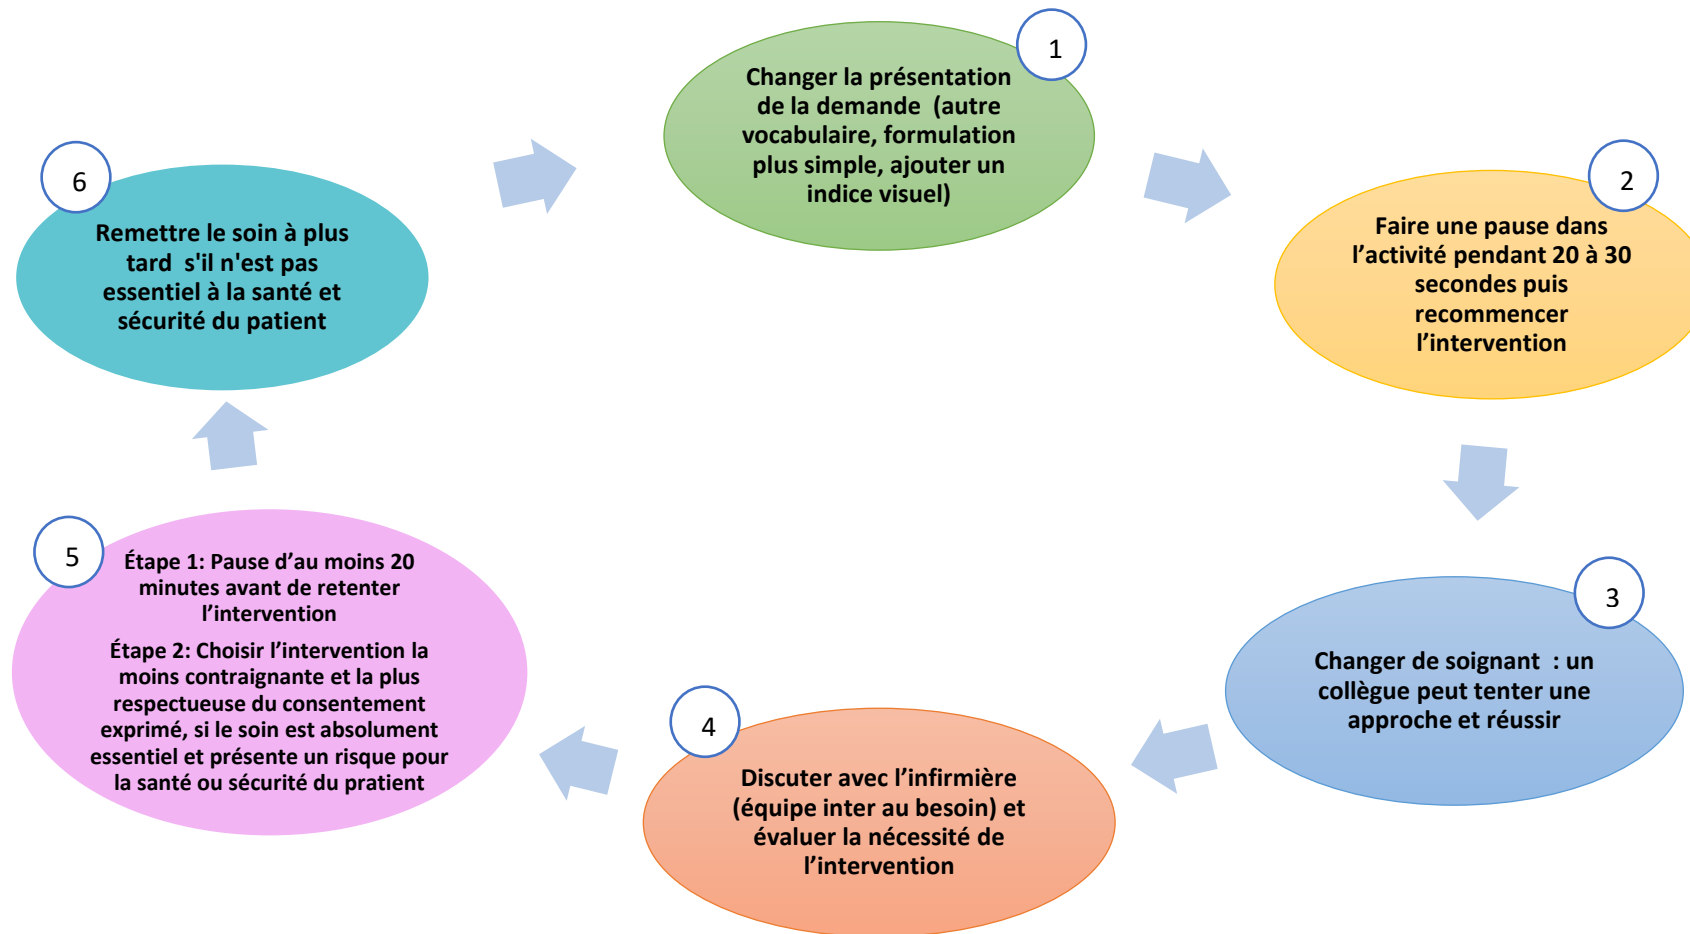 1
Changer la présentation
de la demande  (autre
vocabulaire, formulation
plus simple, ajouter un
indice visuel)
2
Faire une pause dans
l’activité pendant 20 à 30
secondes puis
recommencer
l’intervention
3
Changer de soignant  : un
collègue peut tenter une
approche et réussir
4
Discuter avec l’infirmière
(équipe inter au besoin) et
évaluer la nécessité de
l’intervention
5
Étape 1: Pause d’au moins 20
minutes avant de retenter
l’intervention
Étape 2: Choisir l’intervention la
moins contraignante et la plus
respectueuse du consentement
exprimé, si le soin est absolument
essentiel et présente un risque pour
la santé ou sécurité du pratient
6
Remettre le soin à plus
tard  s'il n'est pas
essentiel à la santé et
sécurité du patient